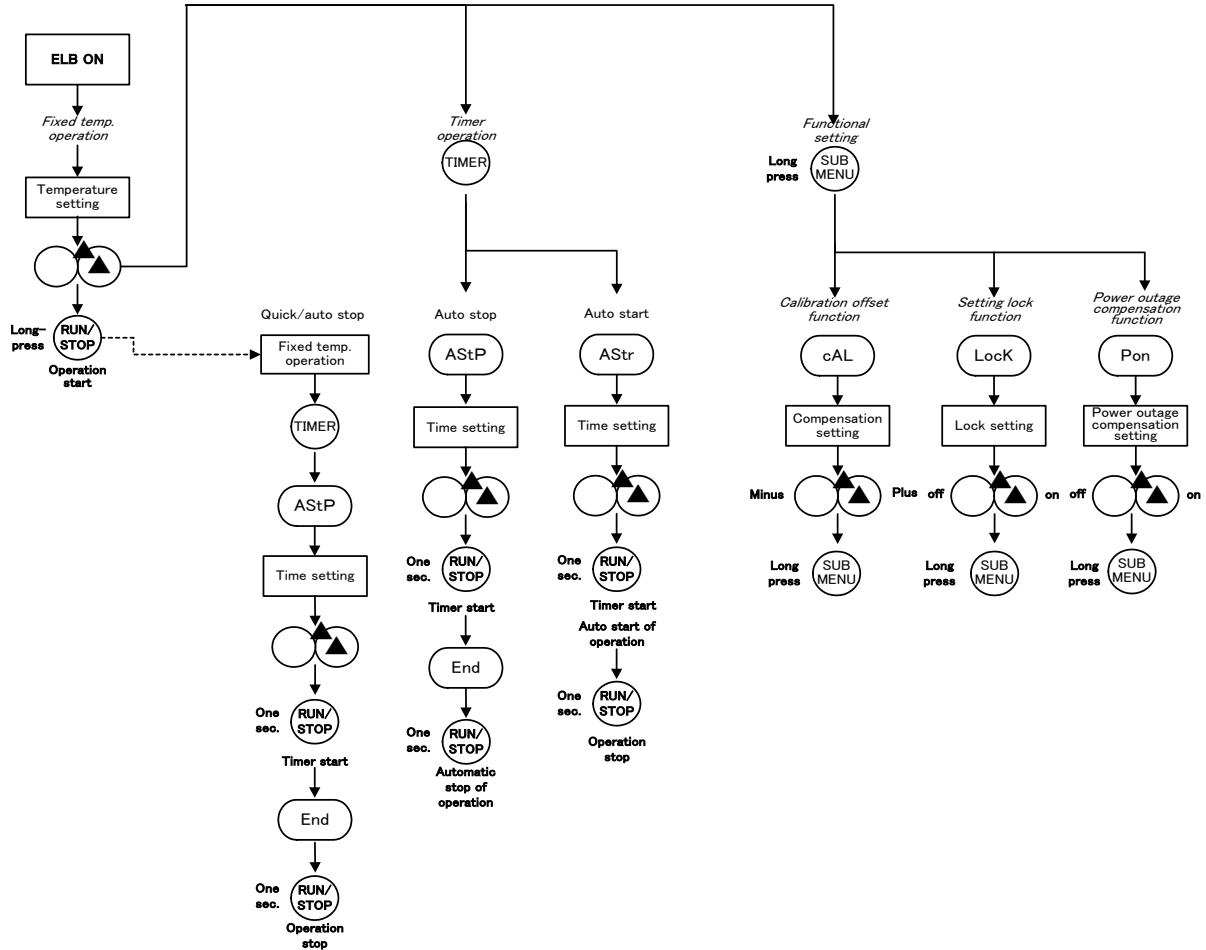 ELB ON
Fixed temp.
operation
Temperature
setting
Long-
press
RUN/
STOP
Operation
start
Quick/auto stop
Fixed temp.
operation
TIMER
AStP
Time setting
One
sec.
RUN/
STOP
Timer start
End
One
sec.
RUN/
STOP
Operation
stop
Timer
operation
TIMER
Auto stop
AStP
Time setting
One
sec.
RUN/
STOP
Timer start
End
One
sec.
RUN/
STOP
Automatic
stop of
operation
Auto start
AStr
Time setting
One
sec.
RUN/
STOP
Timer start
Auto start of
operation
One
sec.
RUN/
STOP
Operation
stop
Functional
setting
Long
press
SUB
MENU
Calibration offset
function
cAL
Compensation
setting
Minus
Plus
Long
press
SUB
MENU
Setting lock
function
LocK
Lock setting
off
on
Long
press
SUB
MENU
Power outage
compensation
function
Pon
Power outage
compensation
setting
off
on
Long
press
SUB
MENU